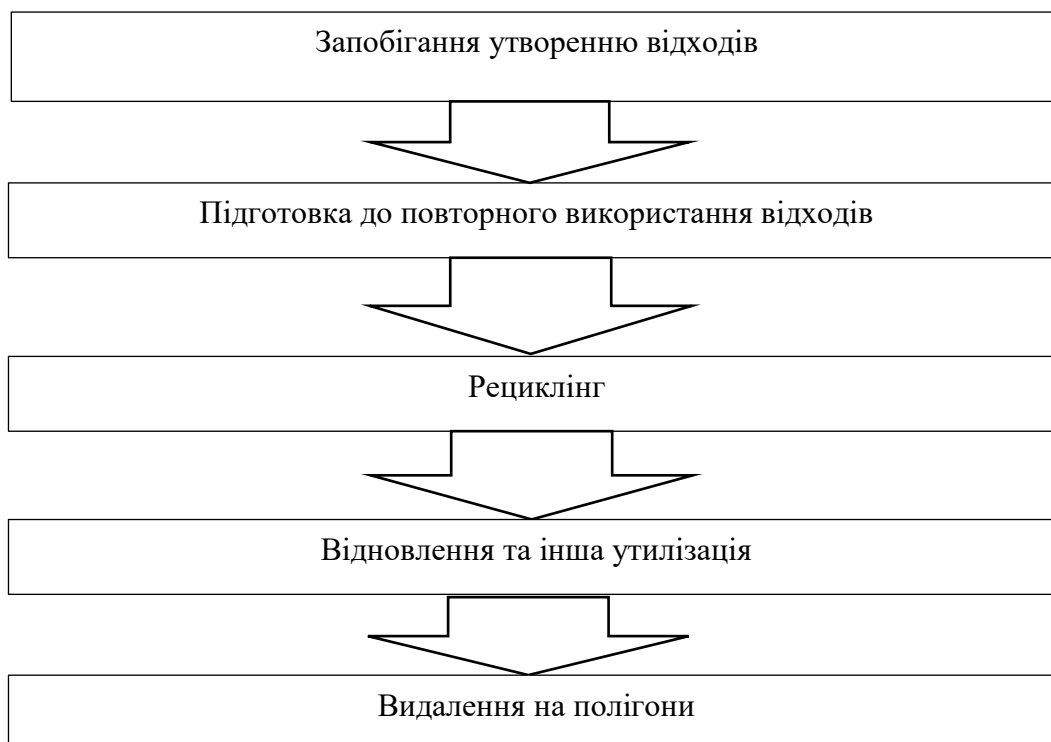 Запобігання утворенню відходів
Підготовка до повторного використання відходів
Рециклінг
Відновлення та інша утилізація
Видалення на полігони